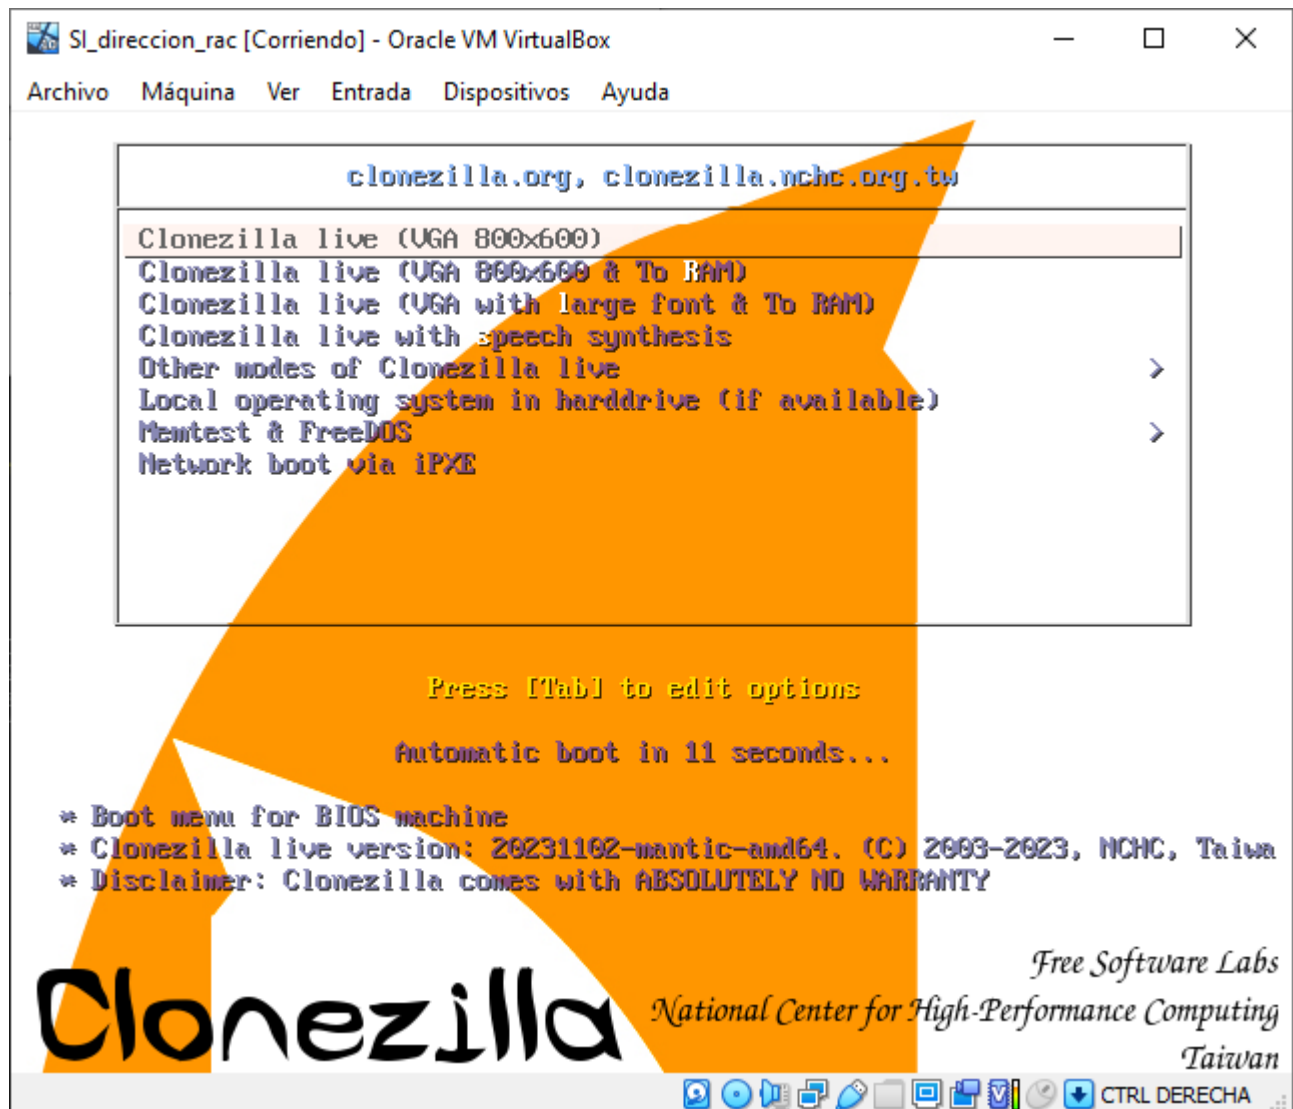 SI_direccion_rac [Corriendo] - Oracle VM VirtualBox
Archivo Máquina Ver Entrada Dispositivos Ayuda
clonezilla.org, clonezilla.nchc.org.tw
Clonezilla live (VGA 800x600)
Clonezilla live (VGA 800x600 & To RAM)
Clonezilla live (VGA with large font & To RAM)
Clonezilla live with speech synthesis
Other modes of Clonezilla live >
Local operating system in harddrive (if available)
Memtest & FreeDOS >
Network boot via iPXE
Press [Tab] to edit options
Automatic boot in 11 seconds...
* Boot menu for BIOS machine
* Clonezilla live version: 20231102-mantic-amd64. (C) 2003-2023, NCHC, Taiwa
* Disclaimer: Clonezilla comes with ABSOLUTELY NO WARRANTY
Free Software Labs
Clonezilla National Center for High-Performance Computing
Taiwan
CTRL DERECHA